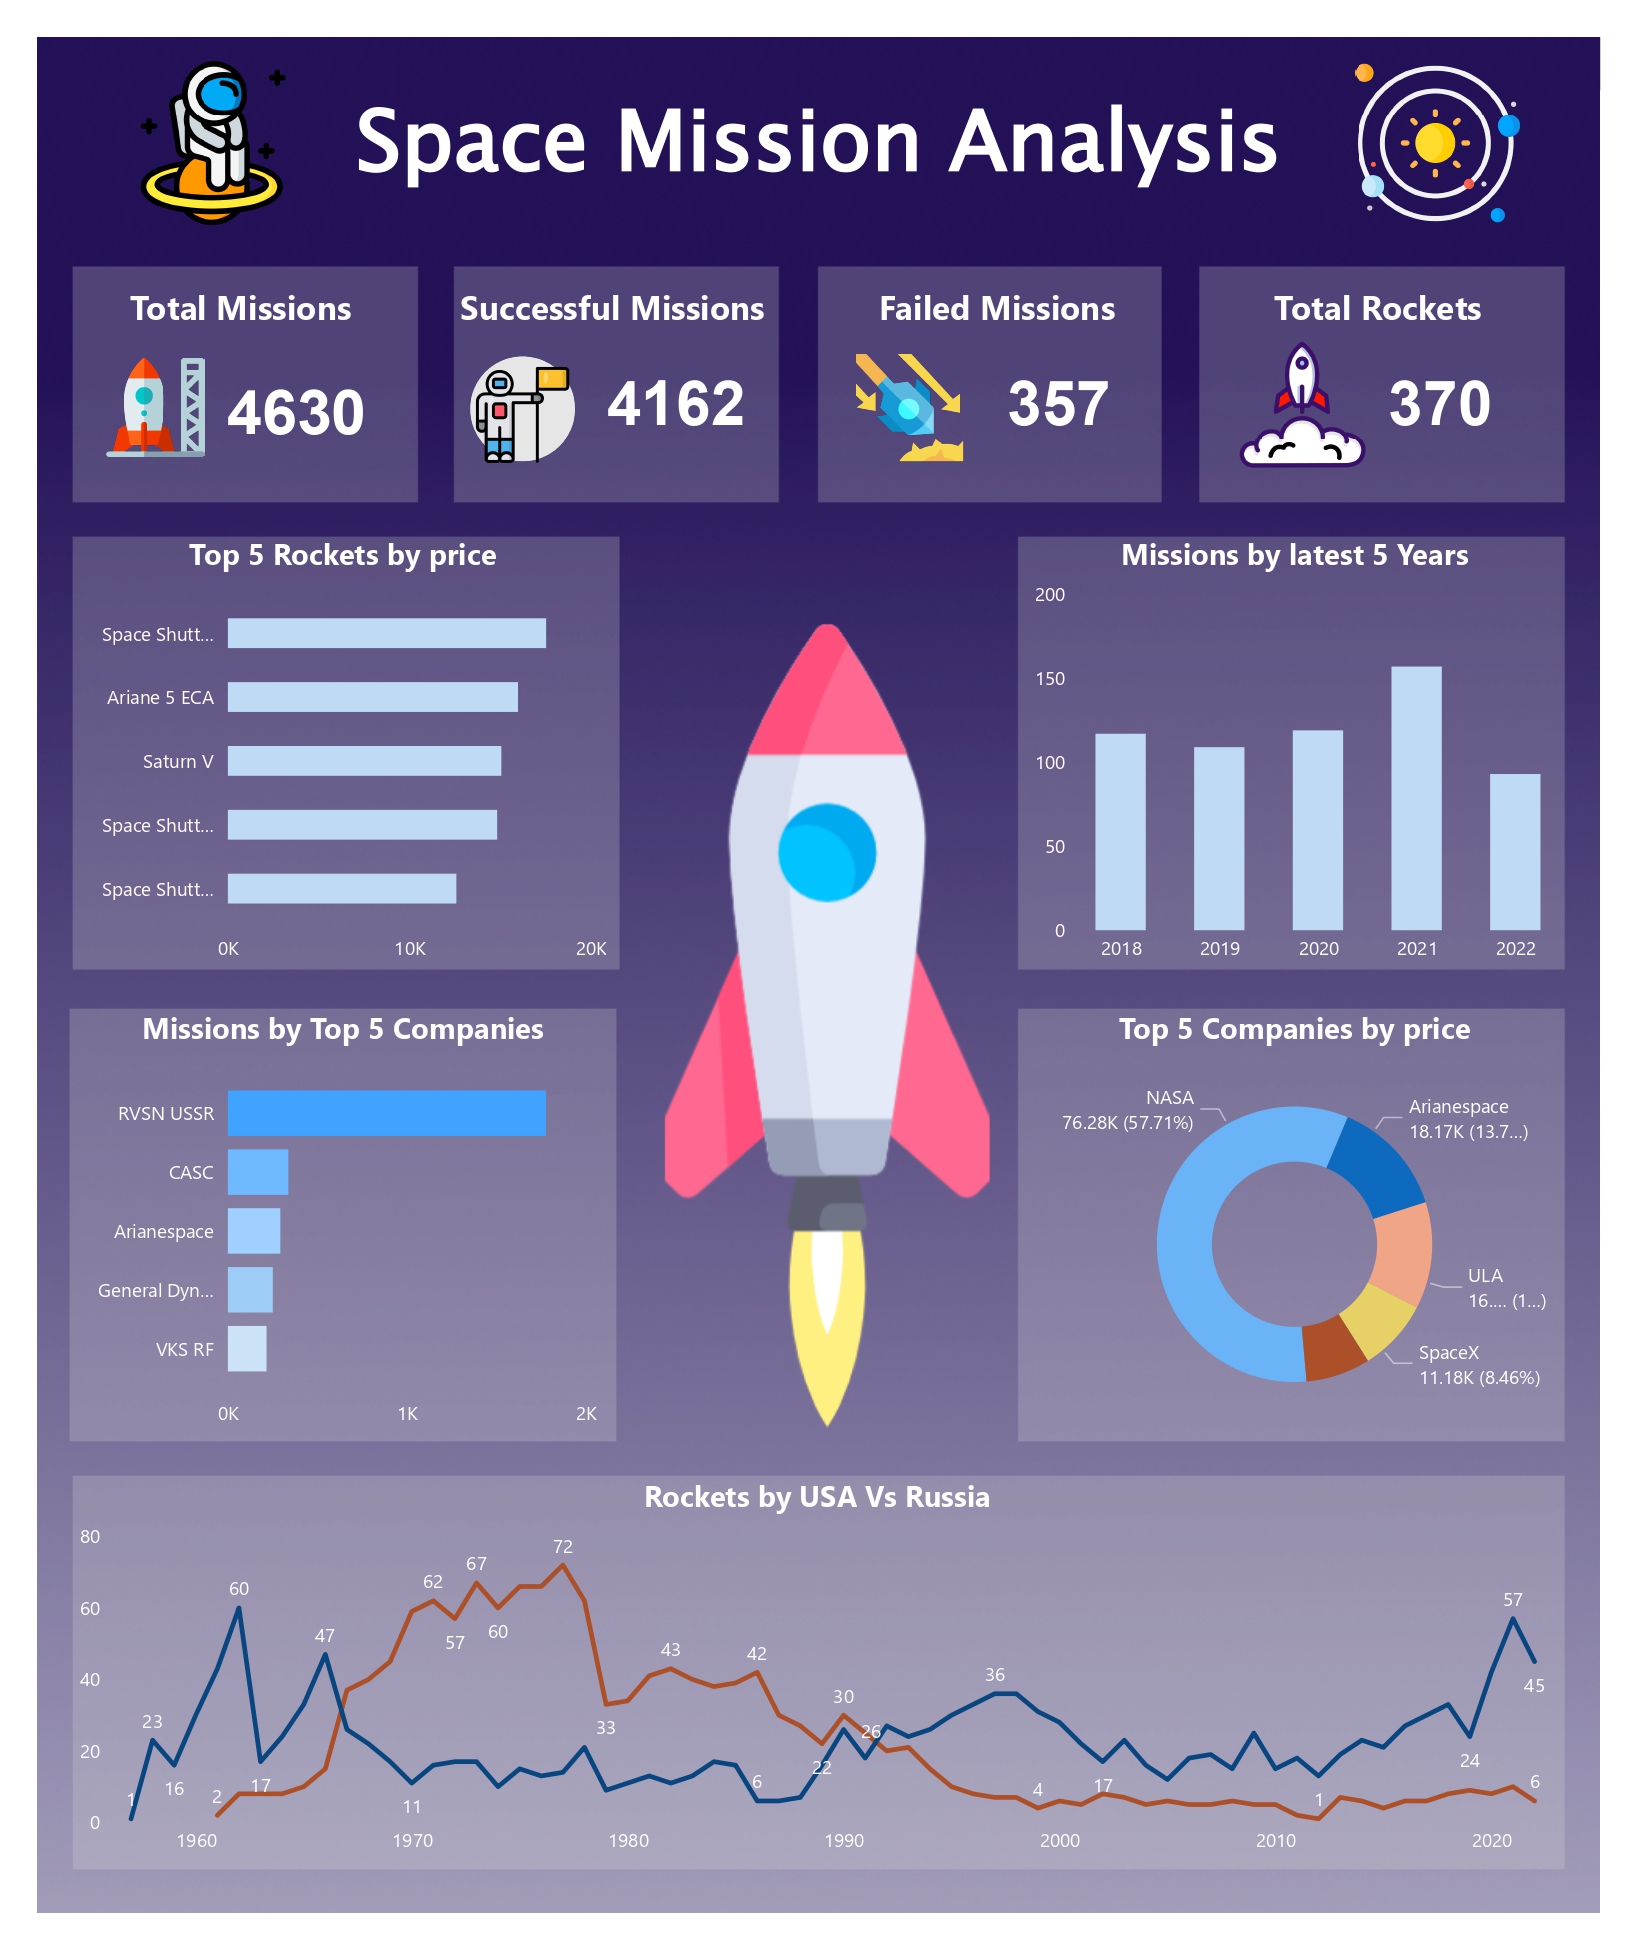 Space Mission Analysis
Total Missions
4630
Successful Missions
4162
Failed Missions
357
Total Rockets
370
Top 5 Rockets by price
Space Shutt...
Ariane 5 ECA
Saturn V
Space Shutt...
Space Shutt...
0K 10K 20K
Missions by latest 5 Years
200
150
100
50
0
2018 2019 2020 2021 2022
Missions by Top 5 Companies
RVSN USSR
CASC
Arianespace
General Dyn...
VKS RF
0K 1K 2K
Top 5 Companies by price
NASA
76.28K (57.71%)
Arianespace
18.17K (13.7...)
ULA
16.... (1...)
SpaceX
11.18K (8.46%)
Rockets by USA Vs Russia
80
60
40
20
0
1
23
16
2
60
17
47
11
62
57
67
60
72
33
43
42
6
22
30
26
36
4
17
1
24
57
45
6
1960 1970 1980 1990 2000 2010 2020